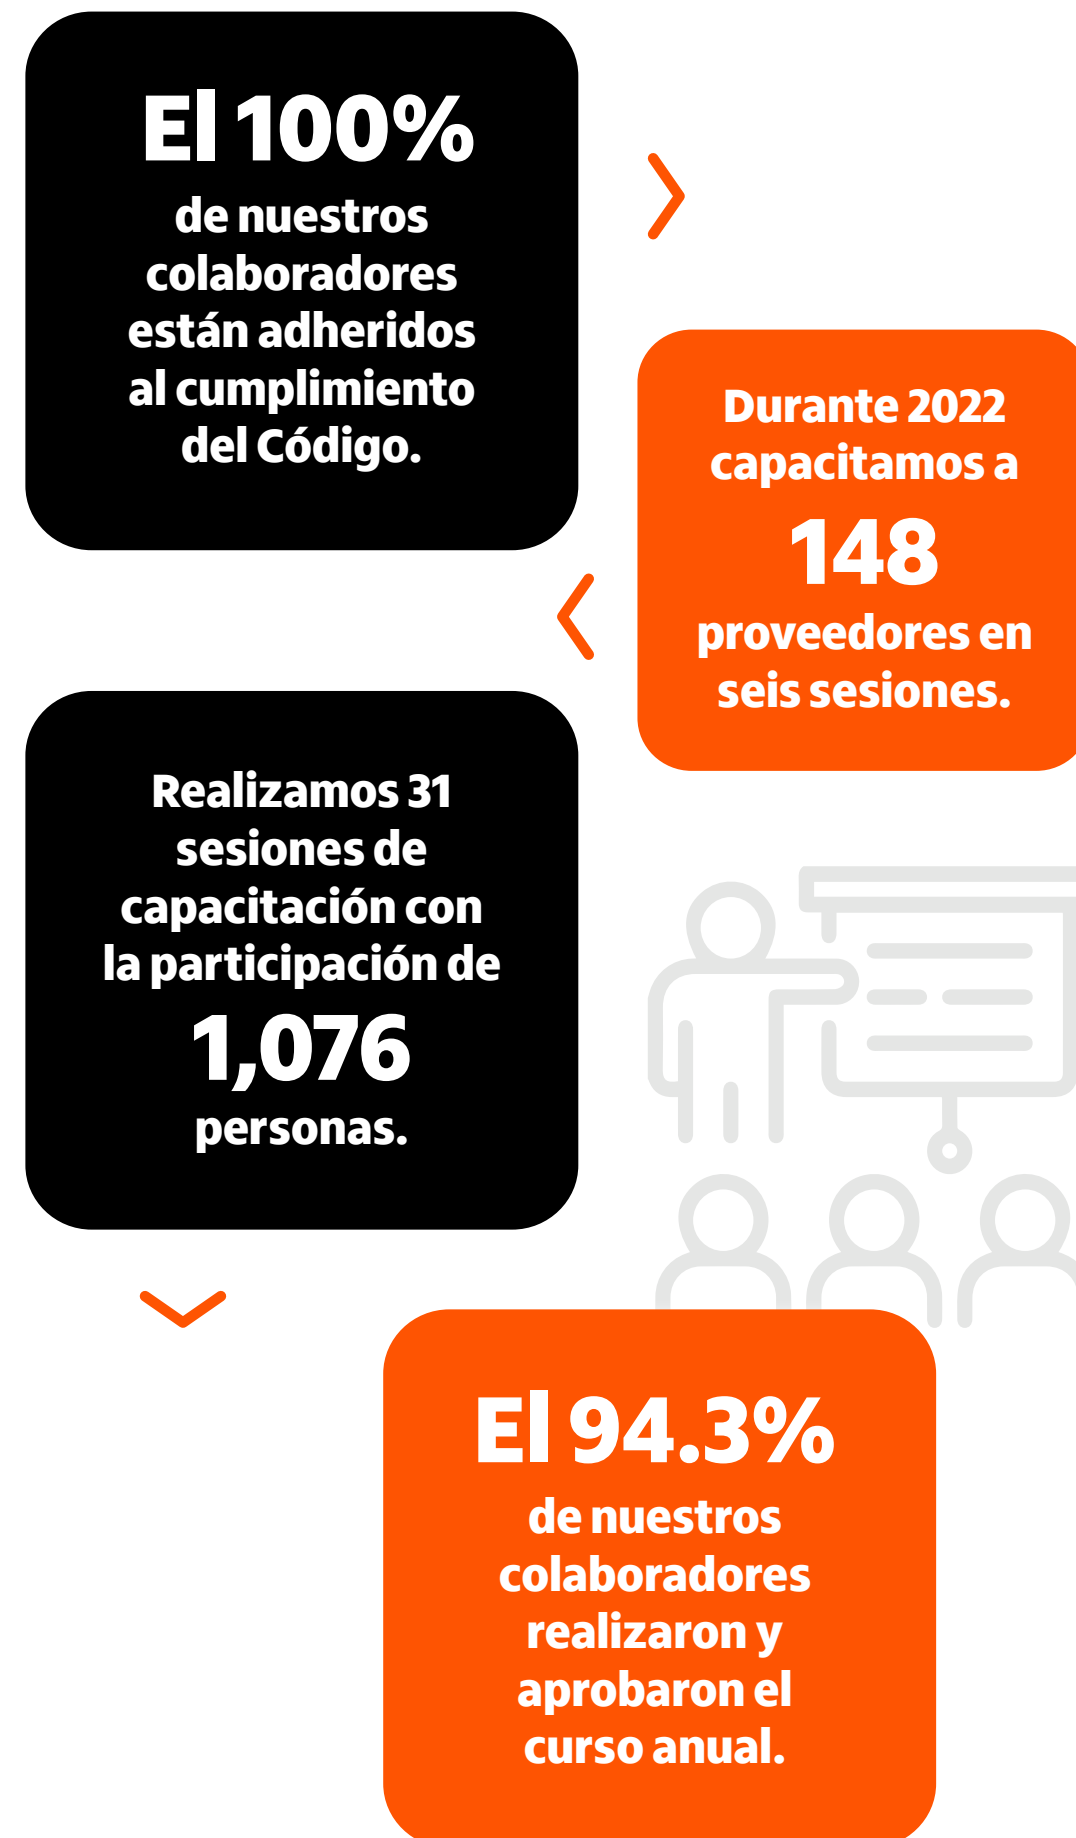 El 100%
de nuestros
colaboradores
están adheridos
al cumplimiento
del Código.
Durante 2022
capacitamos a
148
proveedores en
seis sesiones.
Realizamos 31
sesiones de
capacitación con
la participación de
1,076
personas.
El 94.3%
de nuestros
colaboradores
realizaron y
aprobaron el
curso anual.